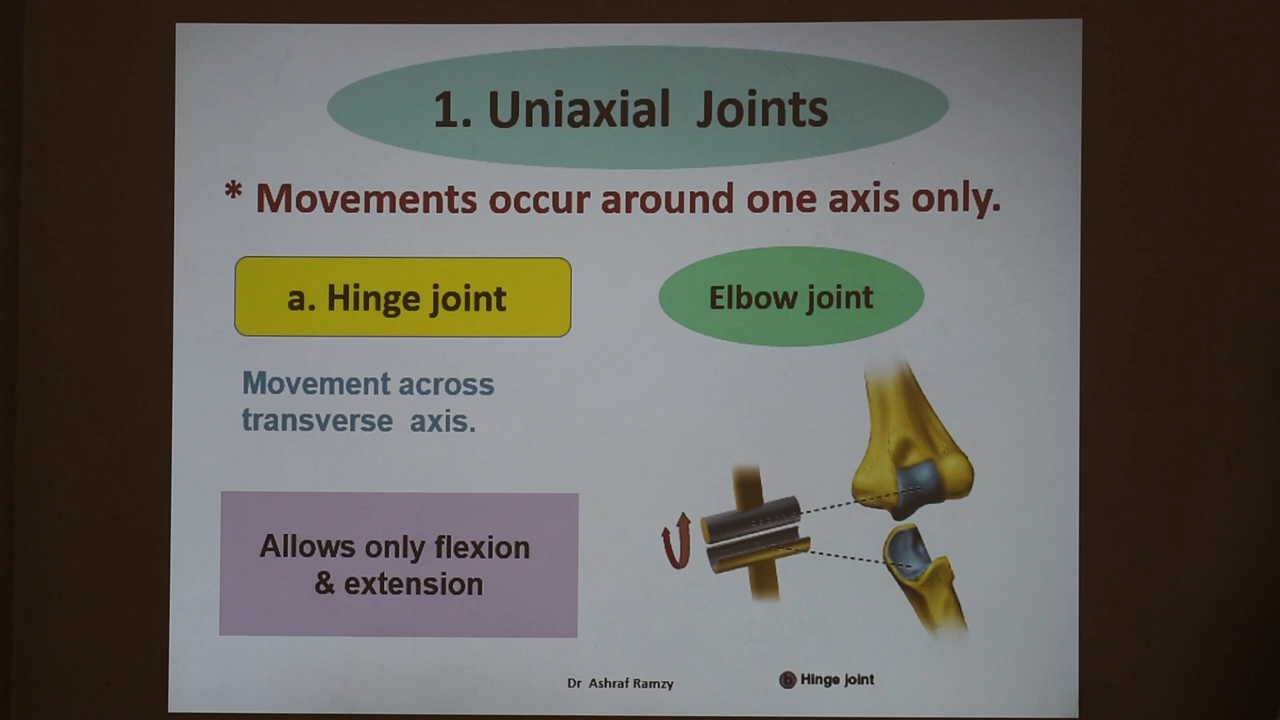 1. Uniaxial Joints
* Movements occur around one axis only.
a. Hinge joint
Elbow joint
Movement across
transverse axis.
Allows only flexion
& extension
Dr Ashraf Ramzy
b Hinge joint